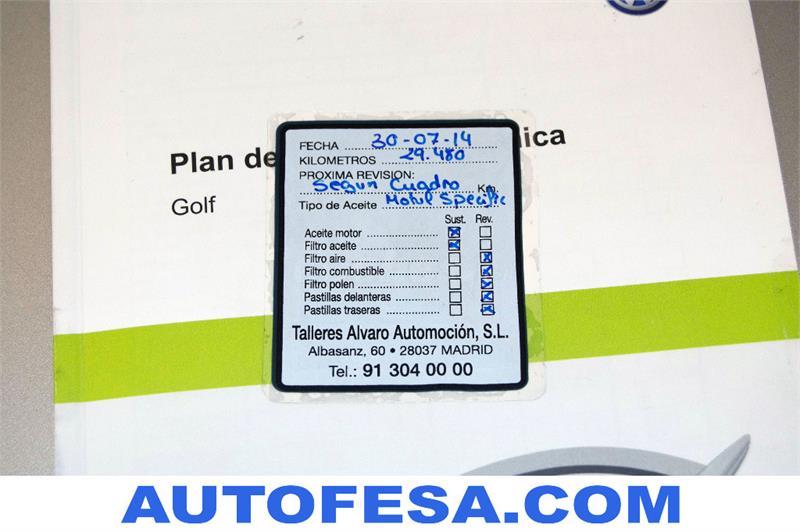 FECHA 30-07-14
KILOMETROS 29.480
PROXIMA REVISION:
Segun Cuadro Km.
Tipo de Aceite Motul Specific
Sust. Rev.
Aceite motor
Filtro aceite
Filtro aire
Filtro combustible
Filtro polen
Pastillas delanteras
Pastillas traseras
Talleres Alvaro Automoción, S.L.
Albasanz, 60 • 28037 MADRID
Tel.: 91 304 00 00
Plan de
Golf
AUTOFESA.COM